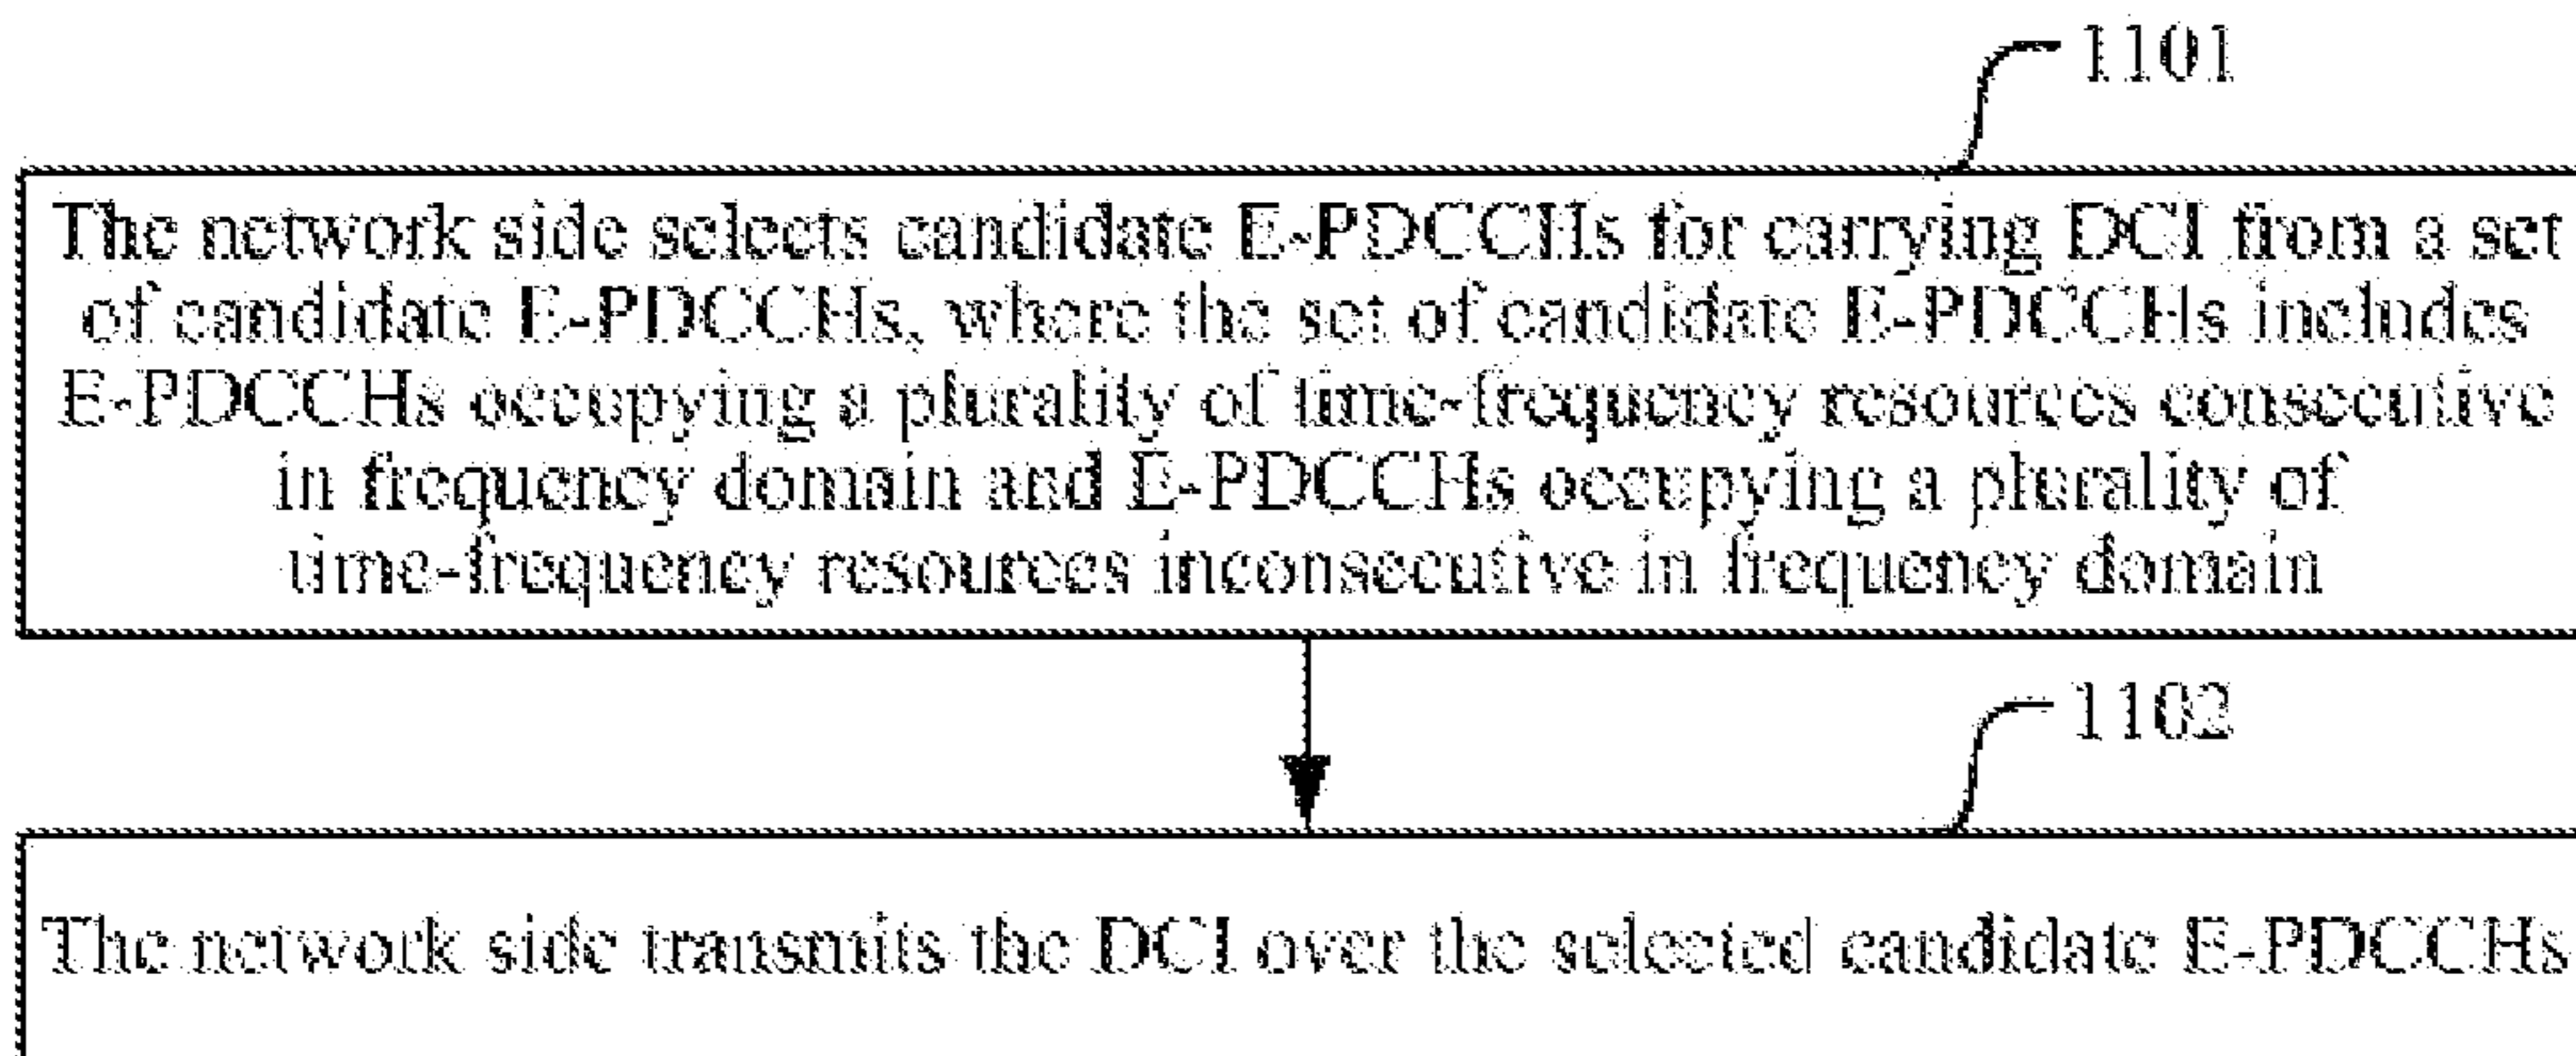 1101
The network side selects candidate E-PDCCHs for carrying DCI from a set
of candidate E-PDCCHs, where the set of candidate E-PDCCHs includes
E-PDCCHs occupying a plurality of time-frequency resources consecutive
in frequency domain and E-PDCCHs occupying a plurality of
time-frequency resources inconsecutive in frequency domain
1102
The network side transmits the DCI over the selected candidate E-PDCCHs